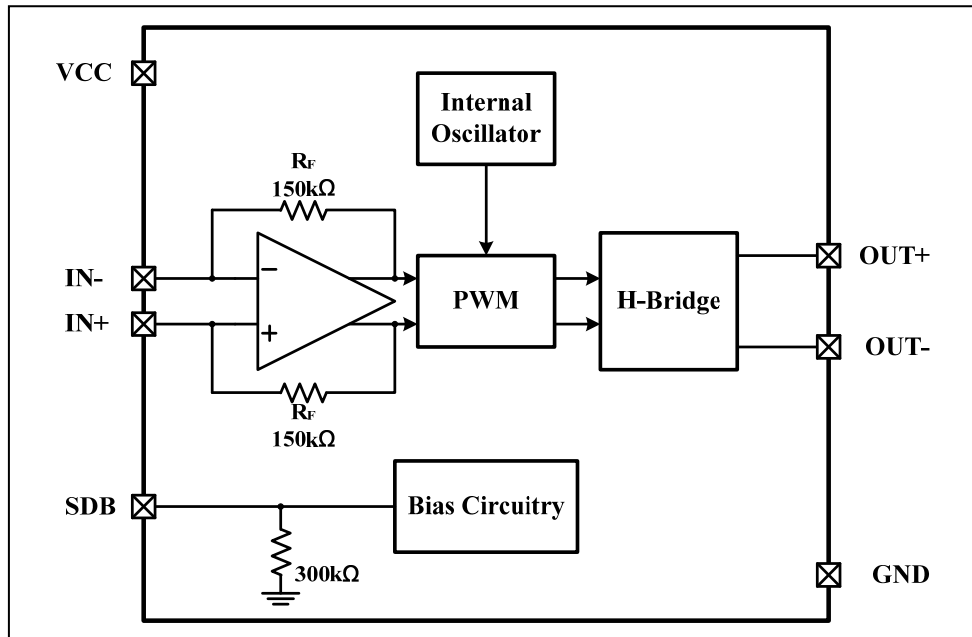 VCC
Internal
Oscillator
RF
150kΩ
IN-
IN+
−
+
PWM
H-Bridge
OUT+
OUT-
RF
150kΩ
SDB
Bias Circuitry
300kΩ
GND